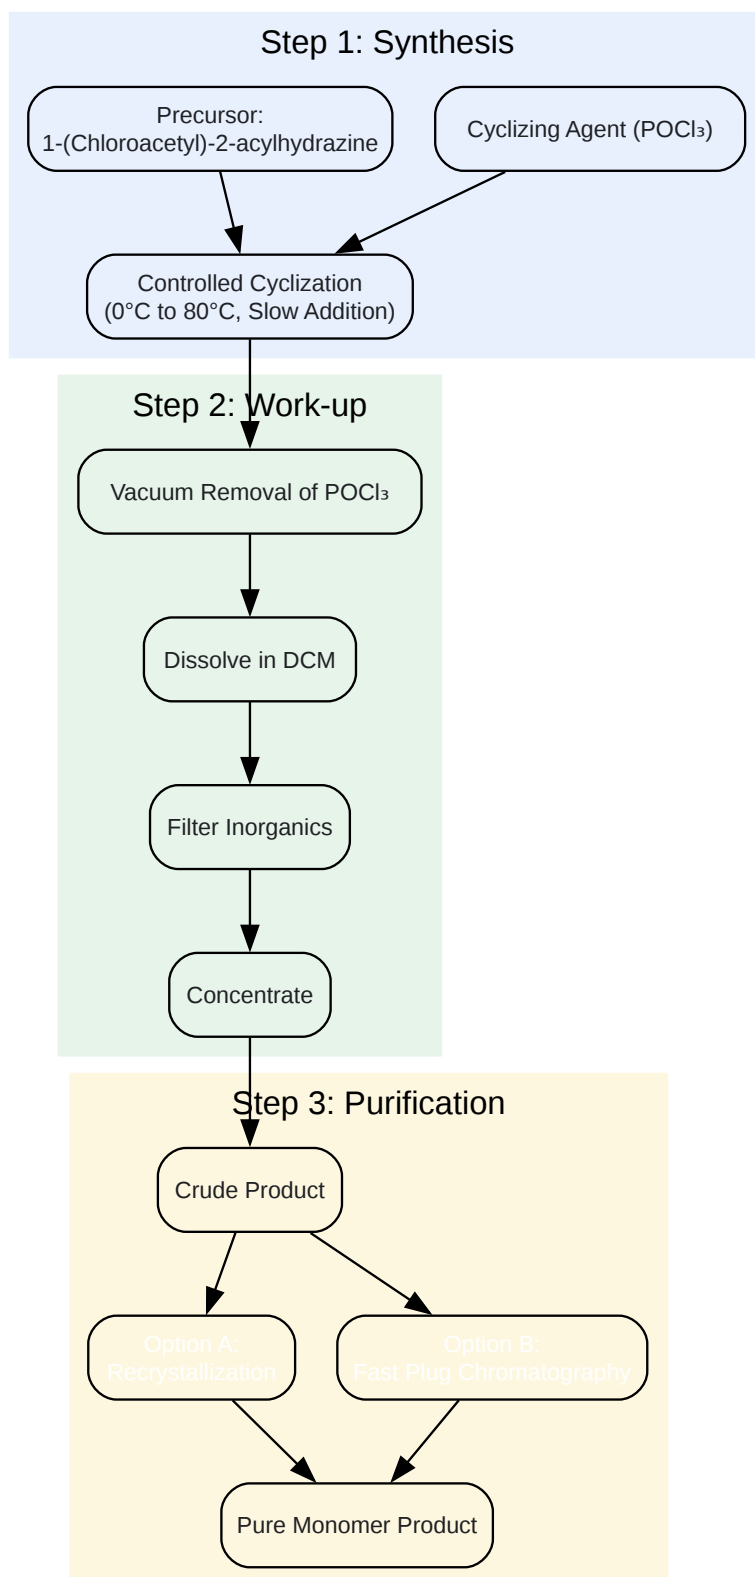 Step 1: Synthesis
Precursor:
1-(Chloroacetyl)-2-acylhydrazine
Cyclizing Agent (POCl₃)
Controlled Cyclization
(0°C to 80°C, Slow Addition)
Step 2: Work-up
Vacuum Removal of POCl₃
Dissolve in DCM
Filter Inorganics
Concentrate
Step 3: Purification
Crude Product
Option A:
Recrystallization
Option B:
Fast Plug Chromatography
Pure Monomer Product